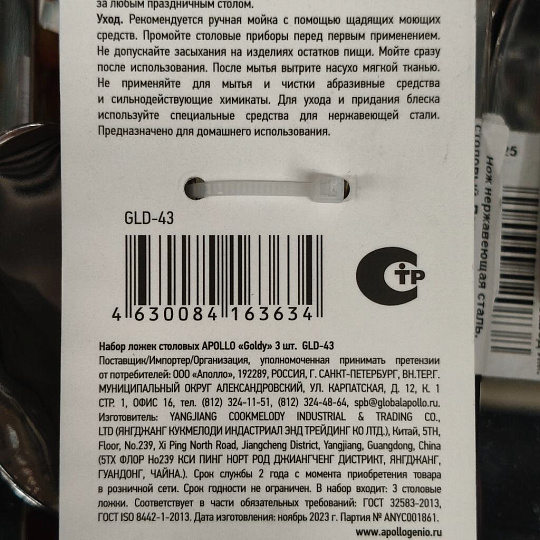 за любым праздничным столом.
Уход. Рекомендуется ручная мойка с помощью щадящих моющих
средств. Промойте столовые приборы перед первым применением.
Не допускайте засыхания на изделиях остатков пищи. Мойте сразу
после использования. После мытья вытрите насухо мягкой тканью.
Не применяйте для мытья и чистки абразивные средства
и сильнодействующие химикаты. Для ухода и придания блеска
используйте специальные средства для нержавеющей стали.
Предназначено для домашнего использования.
GLD-43
4 630084 163634
СТР
Набор ложек столовых APOLLO «Goldy» 3 шт. GLD-43
Поставщик/Импортер/Организация, уполномоченная принимать претензии
от потребителей: ООО «Аполло», 192289, РОССИЯ, Г. САНКТ-ПЕТЕРБУРГ, ВН.ТЕР.Г.
МУНИЦИПАЛЬНЫЙ ОКРУГ АЛЕКСАНДРОВСКИЙ, УЛ. КАРПАТСКАЯ, Д. 12, К. 1
СТР. 1, ОФИС 16, тел. (812) 324-11-51, (812) 324-48-64, spb@globalapollo.ru.
Изготовитель: YANGJIANG COOKMELODY INDUSTRIAL & TRADING CO.,
LTD (ЯНГДЖАНГ КУКМЕЛОДИ ИНДАСТРИАЛ ЭНД ТРЕЙДИНГ КО ЛТД.), Китай, 5TH,
Floor, No.239, Xi Ping North Road, Jiangcheng District, Yangjiang, Guangdong, China
(5TX ФЛОР Но239 КСИ ПИНГ НОРТ РОД ДЖИАНГЧЕНГ ДИСТРИКТ, ЯНГДЖАНГ,
ГУАНДОНГ, ЧАЙНА.). Срок службы 2 года с момента приобретения товара
в розничной сети. Срок годности не ограничен. В набор входит: 3 столовые
ложки. Соответствует в части обязательных требований: ГОСТ 32583-2013,
ГОСТ ISO 8442-1-2013. Дата изготовления: ноябрь 2023 г. Партия № ANYC001861.
www.apollogenio.ru
25
нож нержавеющая сталь,
столовый